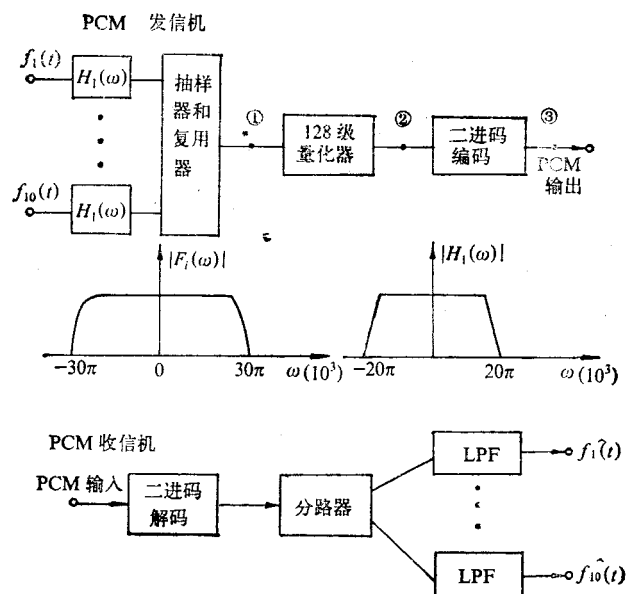 PCM 发信机
f₁(t)
H₁(ω)
抽样
器和
复用
器
①
128 级
量化器
②
二进码
编码
③
PCM
输出
f₁₀(t)
H₁(ω)
|Fᵢ(ω)|
−30π
0
30π
ω(10³)
|H₁(ω)|
−20π
20π
ω(10³)
PCM 收信机
PCM 输入
二进码
解码
分路器
LPF
f₁̂(t)
LPF
f₁₀̂(t)